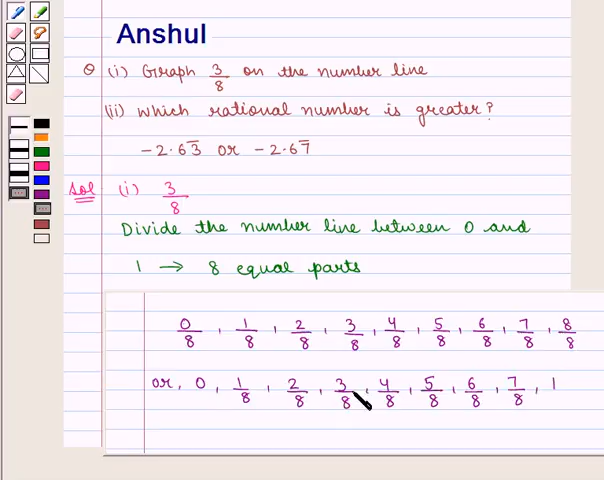 Anshul
Q (i) Graph 3/8 on the number line
(ii) Which rational number is greater?
-2.63̅ or -2.67̅
Sol (i) 3/8
Divide the number line between 0 and
1 → 8 equal parts
0/8 , 1/8 , 2/8 , 3/8 , 4/8 , 5/8 , 6/8 , 7/8 , 8/8
or, 0 , 1/8 , 2/8 , 3/8 , 4/8 , 5/8 , 6/8 , 7/8 , 1